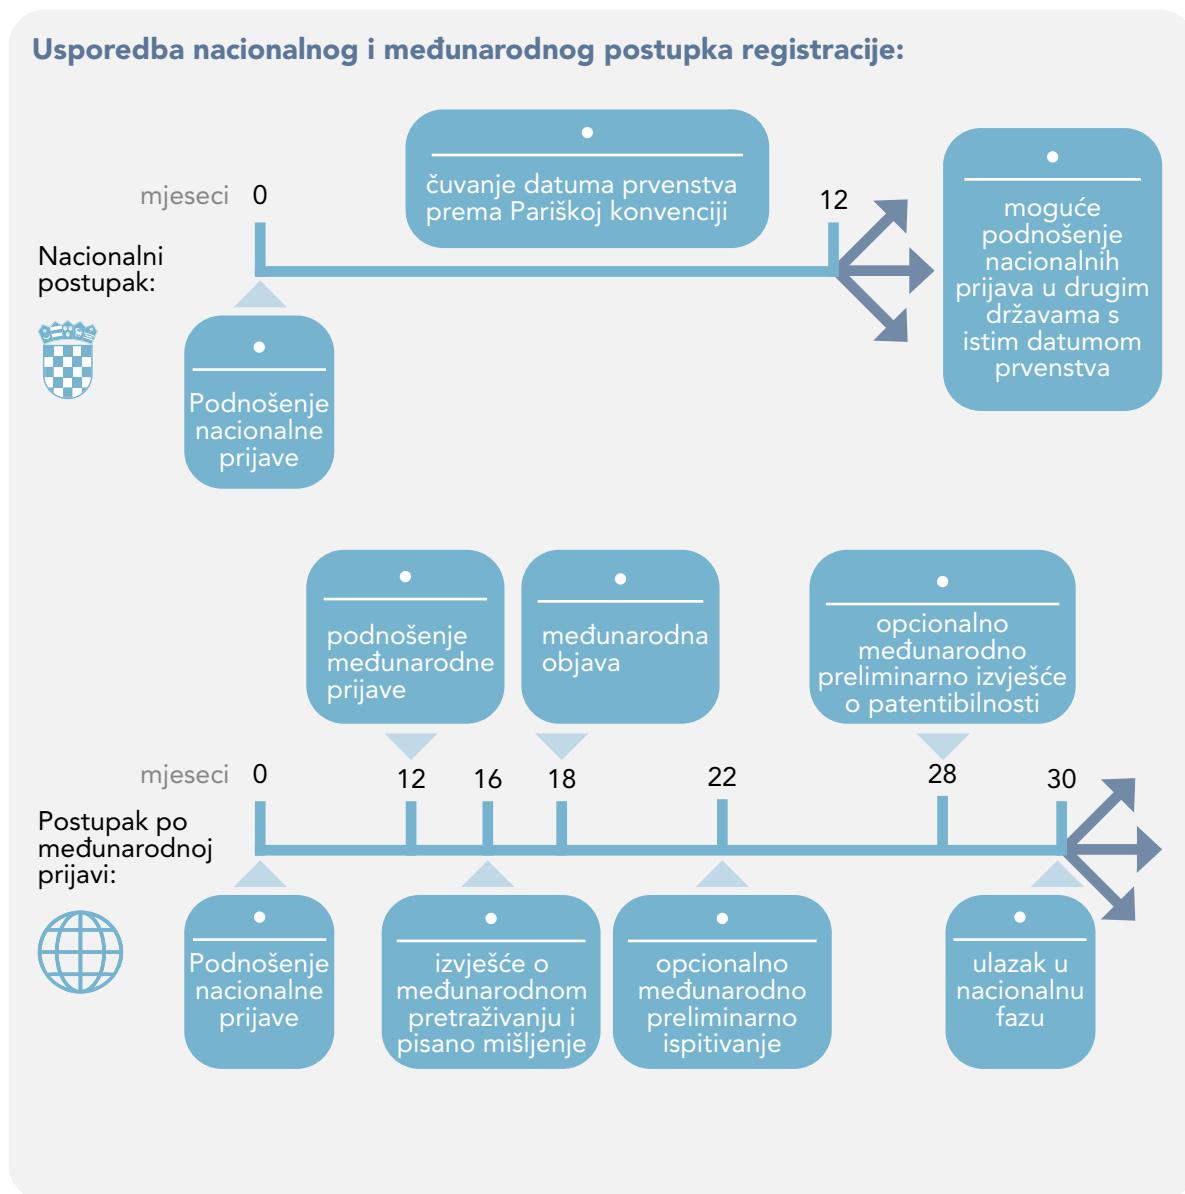 Usporedba nacionalnog i međunarodnog postupka registracije:
čuvanje datuma prvenstva
prema Pariškoj konvenciji
mjeseci 0 12
Nacionalni
postupak:
moguće
podnošenje
nacionalnih
prijava u drugim
državama s
istim datumom
prvenstva
Podnošenje
nacionalne
prijave
podnošenje
međunarodne
prijave
međunarodna
objava
opcionalno
međunarodno
preliminarno izvješće
o patentibilnosti
mjeseci 0 12 16 18 22 28 30
Postupak po
međunarodnoj
prijavi:
Podnošenje
nacionalne
prijave
izvješće o
međunarodnom
pretraživanju i
pisano mišljenje
opcionalno
međunarodno
preliminarno
ispitivanje
ulazak u
nacionalnu
fazu